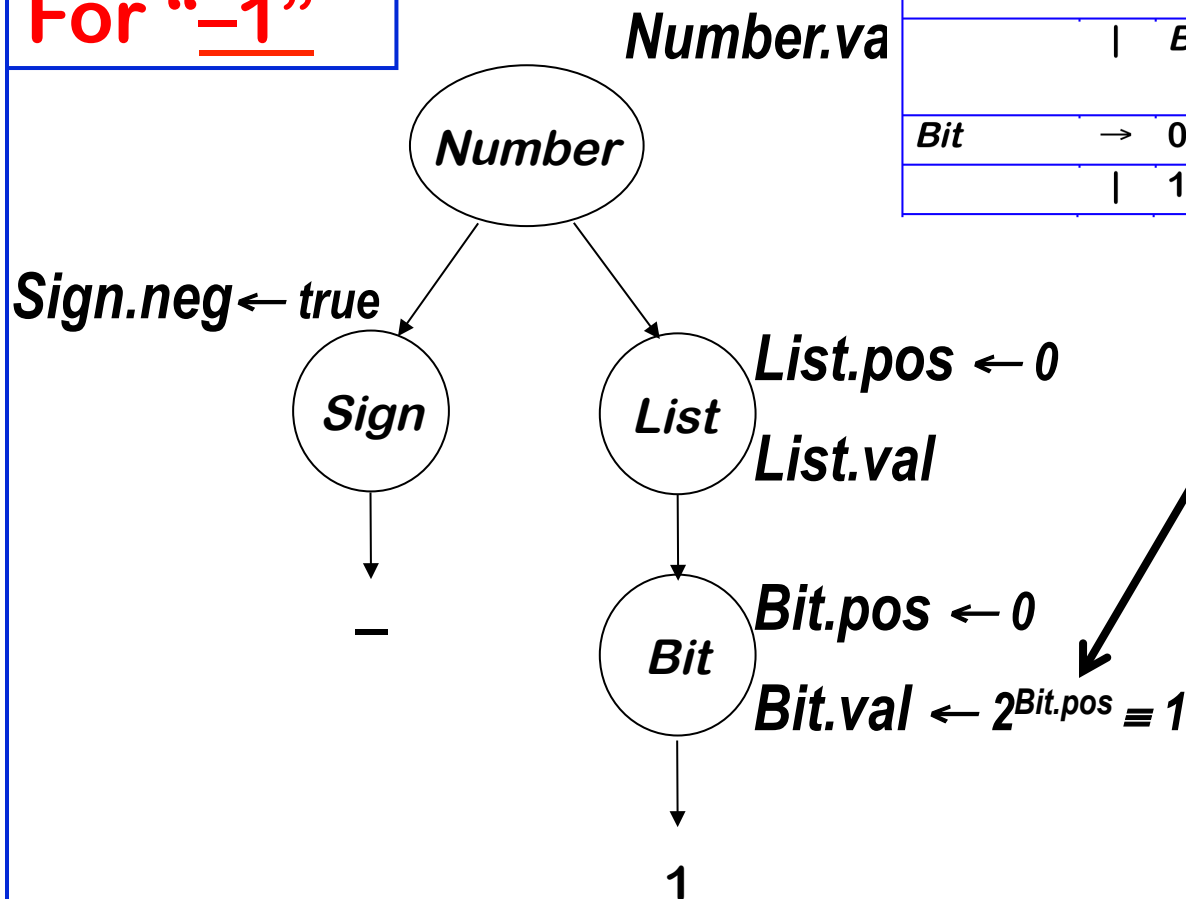 For “–1”
Number.va
| B
Bit → 0
| 1
Number
Sign.neg ← true
Sign
List
List.pos ← 0
List.val
–
Bit
Bit.pos ← 0
Bit.val ← 2^Bit.pos ≡ 1
1